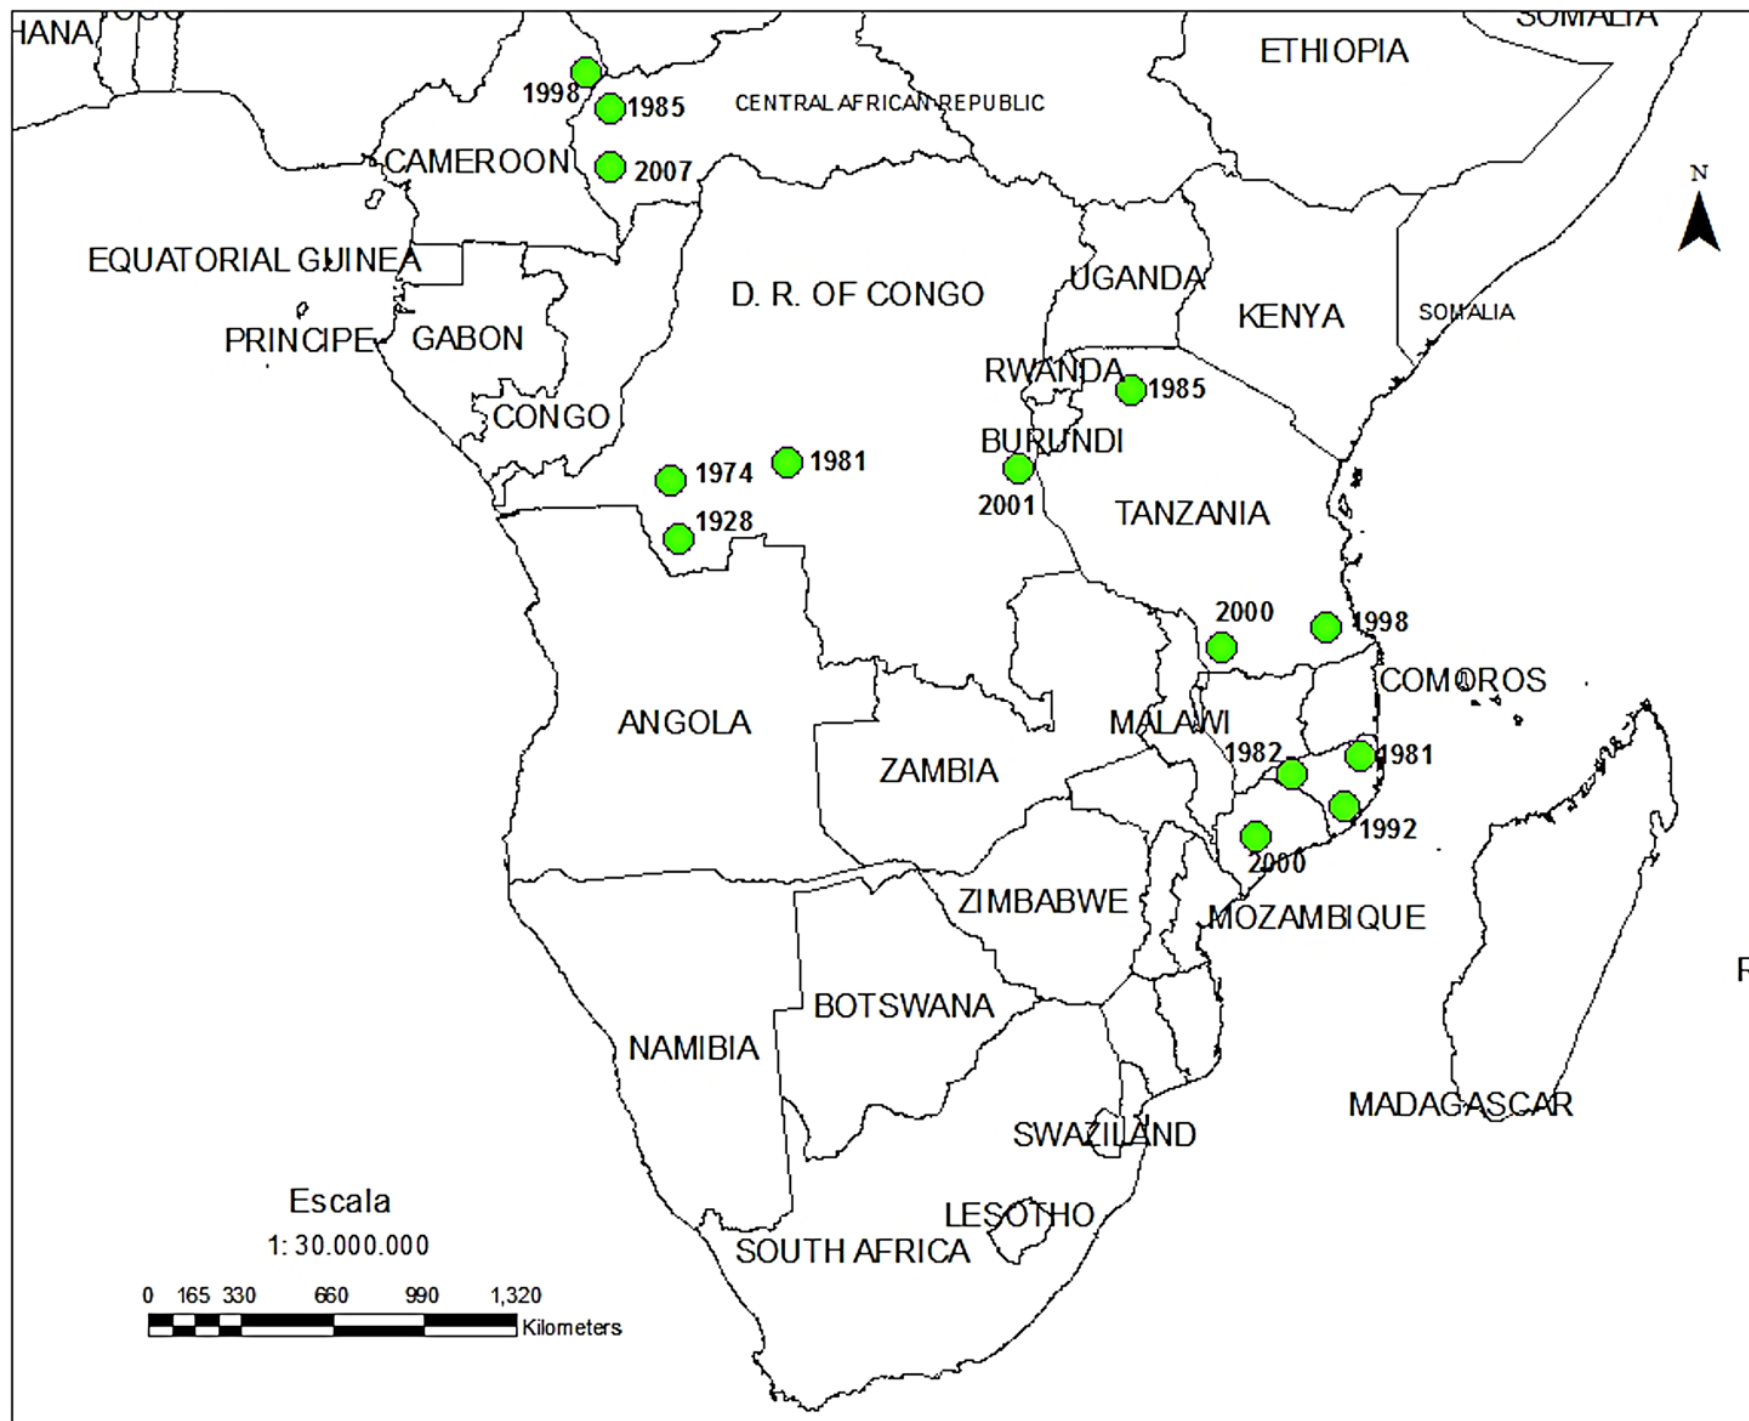 HANA
SOMALIA
ETHIOPIA
1998
1985
CENTRAL AFRICAN REPUBLIC
CAMEROON
2007
N
EQUATORIAL GUINEA
D. R. OF CONGO
UGANDA
KENYA
SOMALIA
PRINCIPE
GABON
RWANDA
1985
CONGO
BURUNDI
1974
1981
2001
TANZANIA
1928
2000
1998
COMOROS
ANGOLA
MALAWI
1982
1981
ZAMBIA
1992
2000
ZIMBABWE
MOZAMBIQUE
R
BOTSWANA
NAMIBIA
MADAGASCAR
SWAZILAND
Escala
1: 30.000.000
LESOTHO
SOUTH AFRICA
0 165 330 660 990 1,320
Kilometers